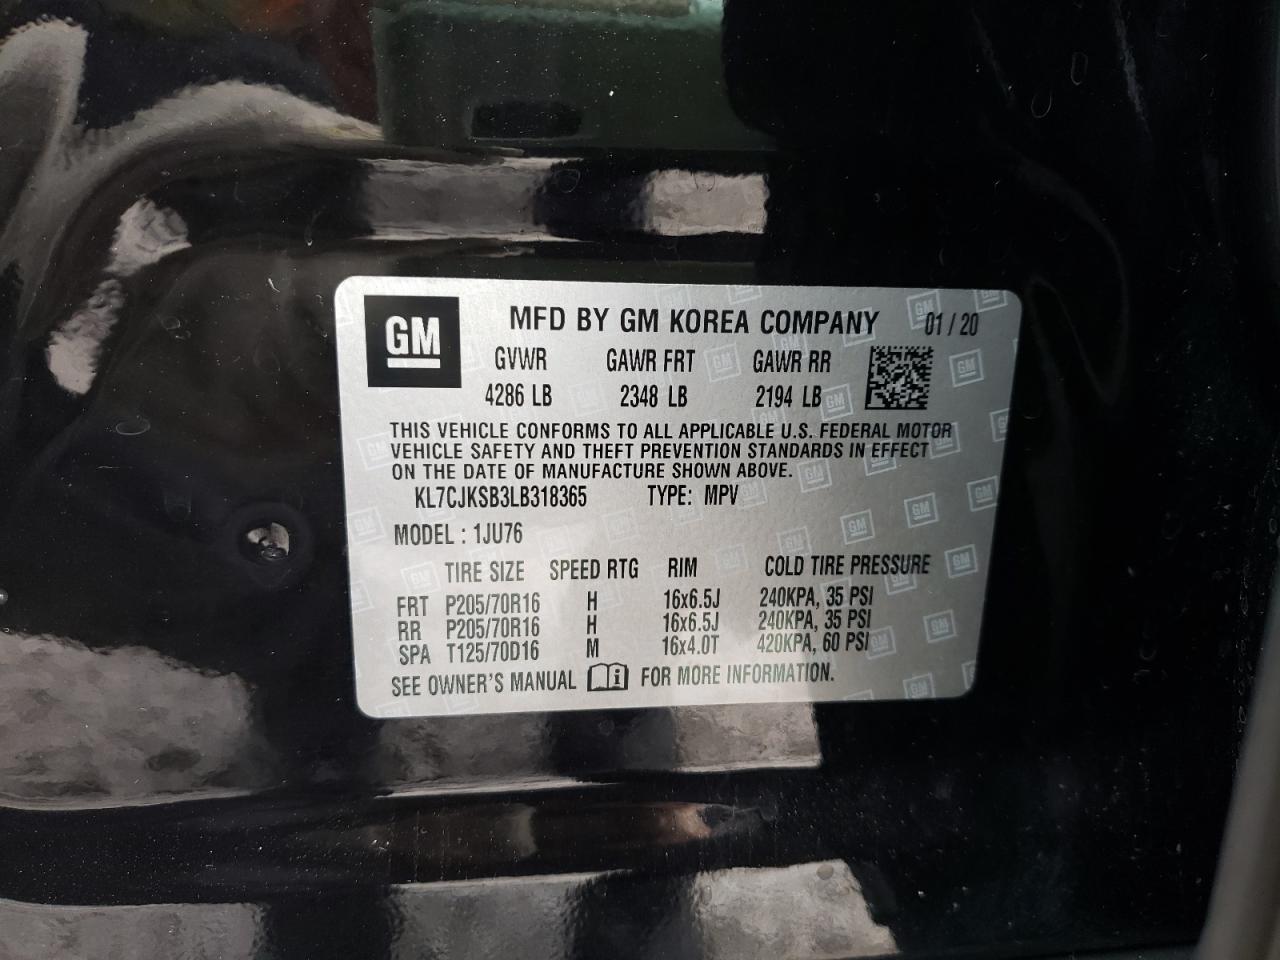 GM MFD BY GM KOREA COMPANY 01 / 20
GVWR GAWR FRT GAWR RR
4286 LB 2348 LB 2194 LB
THIS VEHICLE CONFORMS TO ALL APPLICABLE U.S. FEDERAL MOTOR
VEHICLE SAFETY AND THEFT PREVENTION STANDARDS IN EFFECT
ON THE DATE OF MANUFACTURE SHOWN ABOVE.
KL7CJKSB3LB318365 TYPE: MPV
MODEL : 1JU76
TIRE SIZE SPEED RTG RIM COLD TIRE PRESSURE
FRT P205/70R16 H 16x6.5J 240KPA, 35 PSI
RR P205/70R16 H 16x6.5J 240KPA, 35 PSI
SPA T125/70D16 M 16x4.0T 420KPA, 60 PSI
SEE OWNER'S MANUAL i FOR MORE INFORMATION.